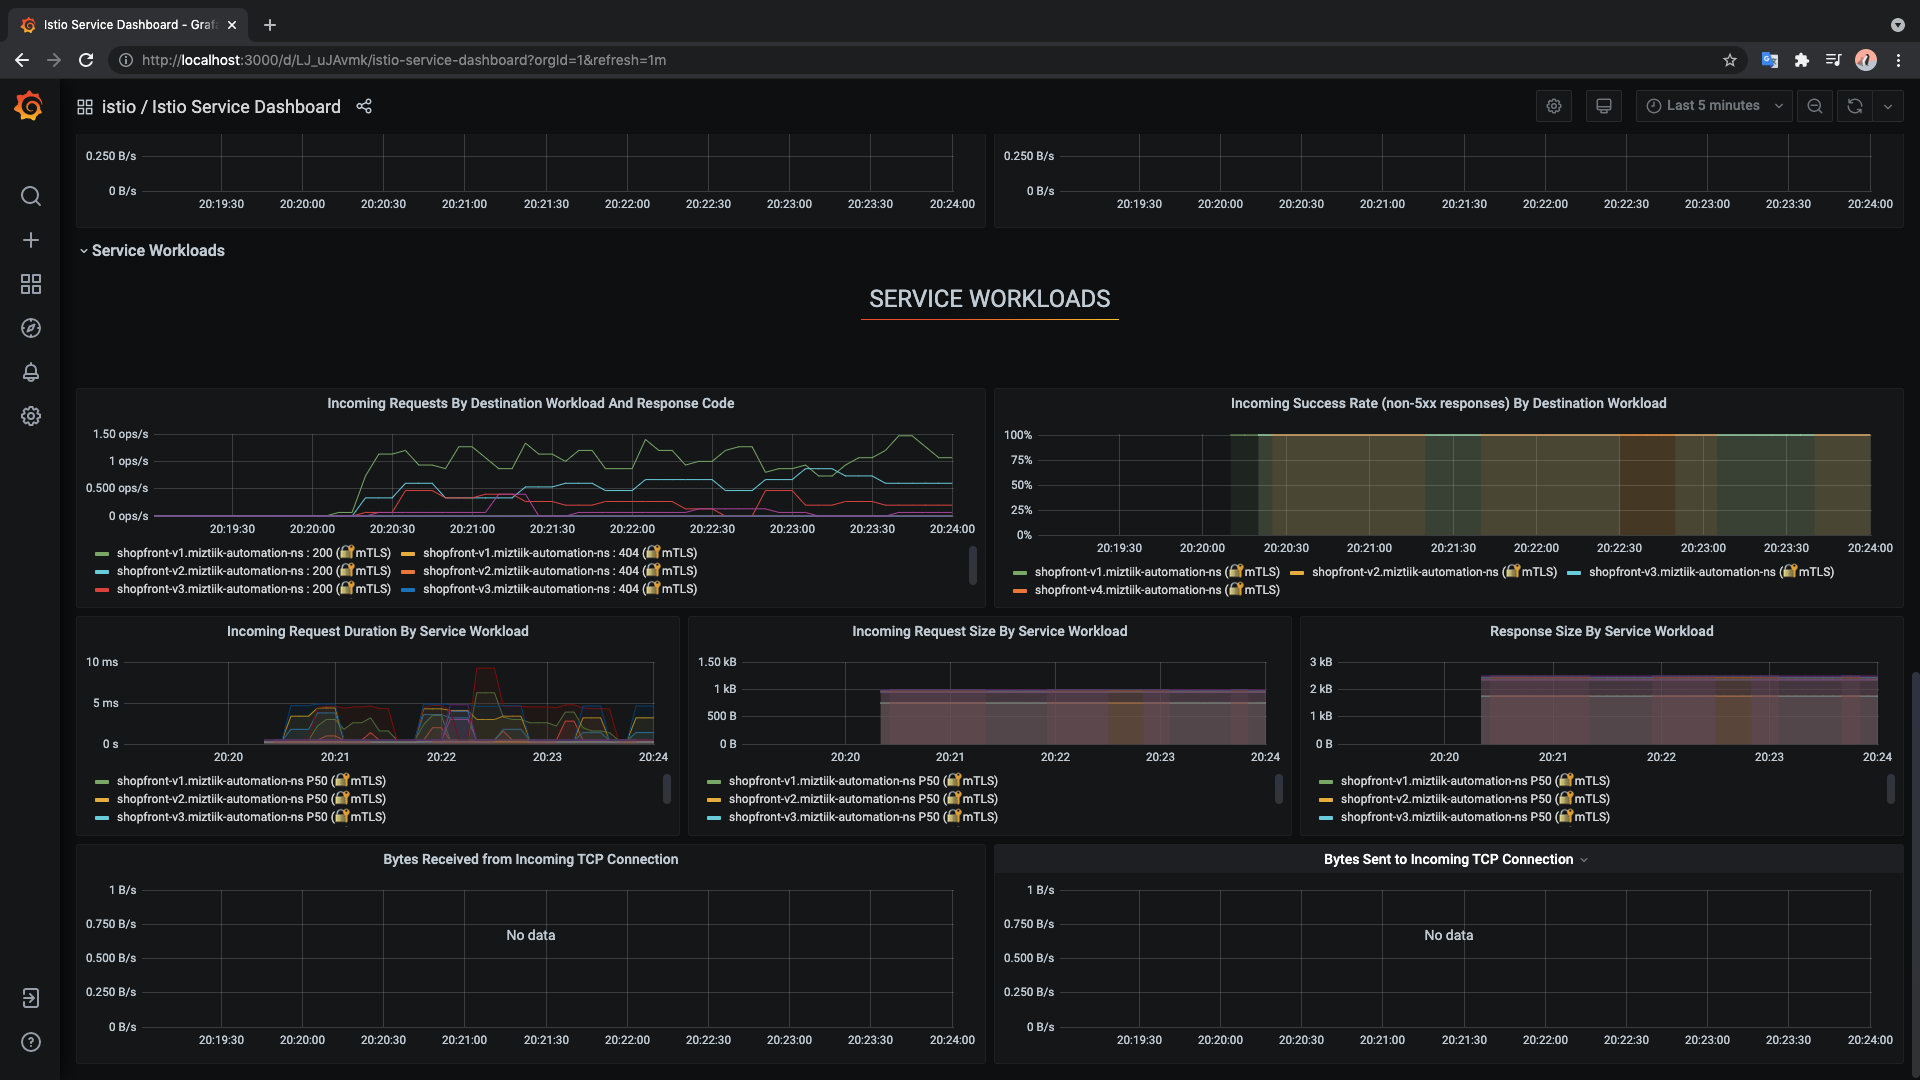 Istio Service Dashboard - Grafa
http://localhost:3000/d/LJ_uJAvmk/istio-service-dashboard?orgId=1&refresh=1m
istio / Istio Service Dashboard
Last 5 minutes
0.250 B/s
0 B/s
20:19:30 20:20:00 20:20:30 20:21:00 20:21:30 20:22:00 20:22:30 20:23:00 20:23:30 20:24:00
0.250 B/s
0 B/s
20:19:30 20:20:00 20:20:30 20:21:00 20:21:30 20:22:00 20:22:30 20:23:00 20:23:30 20:24:00
Service Workloads
SERVICE WORKLOADS
Incoming Requests By Destination Workload And Response Code
1.50 ops/s
1 ops/s
0.500 ops/s
0 ops/s
20:19:30 20:20:00 20:20:30 20:21:00 20:21:30 20:22:00 20:22:30 20:23:00 20:23:30 20:24:00
shopfront-v1.miztiik-automation-ns : 200 (🔐mTLS) shopfront-v1.miztiik-automation-ns : 404 (🔐mTLS)
shopfront-v2.miztiik-automation-ns : 200 (🔐mTLS) shopfront-v2.miztiik-automation-ns : 404 (🔐mTLS)
shopfront-v3.miztiik-automation-ns : 200 (🔐mTLS) shopfront-v3.miztiik-automation-ns : 404 (🔐mTLS)
Incoming Success Rate (non-5xx responses) By Destination Workload
100%
75%
50%
25%
0%
20:19:30 20:20:00 20:20:30 20:21:00 20:21:30 20:22:00 20:22:30 20:23:00 20:23:30 20:24:00
shopfront-v1.miztiik-automation-ns (🔐mTLS) shopfront-v2.miztiik-automation-ns (🔐mTLS) shopfront-v3.miztiik-automation-ns (🔐mTLS)
shopfront-v4.miztiik-automation-ns (🔐mTLS)
Incoming Request Duration By Service Workload
10 ms
5 ms
0 s
20:20 20:21 20:22 20:23 20:24
shopfront-v1.miztiik-automation-ns P50 (🔐mTLS)
shopfront-v2.miztiik-automation-ns P50 (🔐mTLS)
shopfront-v3.miztiik-automation-ns P50 (🔐mTLS)
Incoming Request Size By Service Workload
1.50 kB
1 kB
500 B
0 B
20:20 20:21 20:22 20:23 20:24
shopfront-v1.miztiik-automation-ns P50 (🔐mTLS)
shopfront-v2.miztiik-automation-ns P50 (🔐mTLS)
shopfront-v3.miztiik-automation-ns P50 (🔐mTLS)
Response Size By Service Workload
3 kB
2 kB
1 kB
0 B
20:20 20:21 20:22 20:23 20:24
shopfront-v1.miztiik-automation-ns P50 (🔐mTLS)
shopfront-v2.miztiik-automation-ns P50 (🔐mTLS)
shopfront-v3.miztiik-automation-ns P50 (🔐mTLS)
Bytes Received from Incoming TCP Connection
1 B/s
0.750 B/s
No data
0.500 B/s
0.250 B/s
0 B/s
20:19:30 20:20:00 20:20:30 20:21:00 20:21:30 20:22:00 20:22:30 20:23:00 20:23:30 20:24:00
Bytes Sent to Incoming TCP Connection
1 B/s
0.750 B/s
No data
0.500 B/s
0.250 B/s
0 B/s
20:19:30 20:20:00 20:20:30 20:21:00 20:21:30 20:22:00 20:22:30 20:23:00 20:23:30 20:24:00